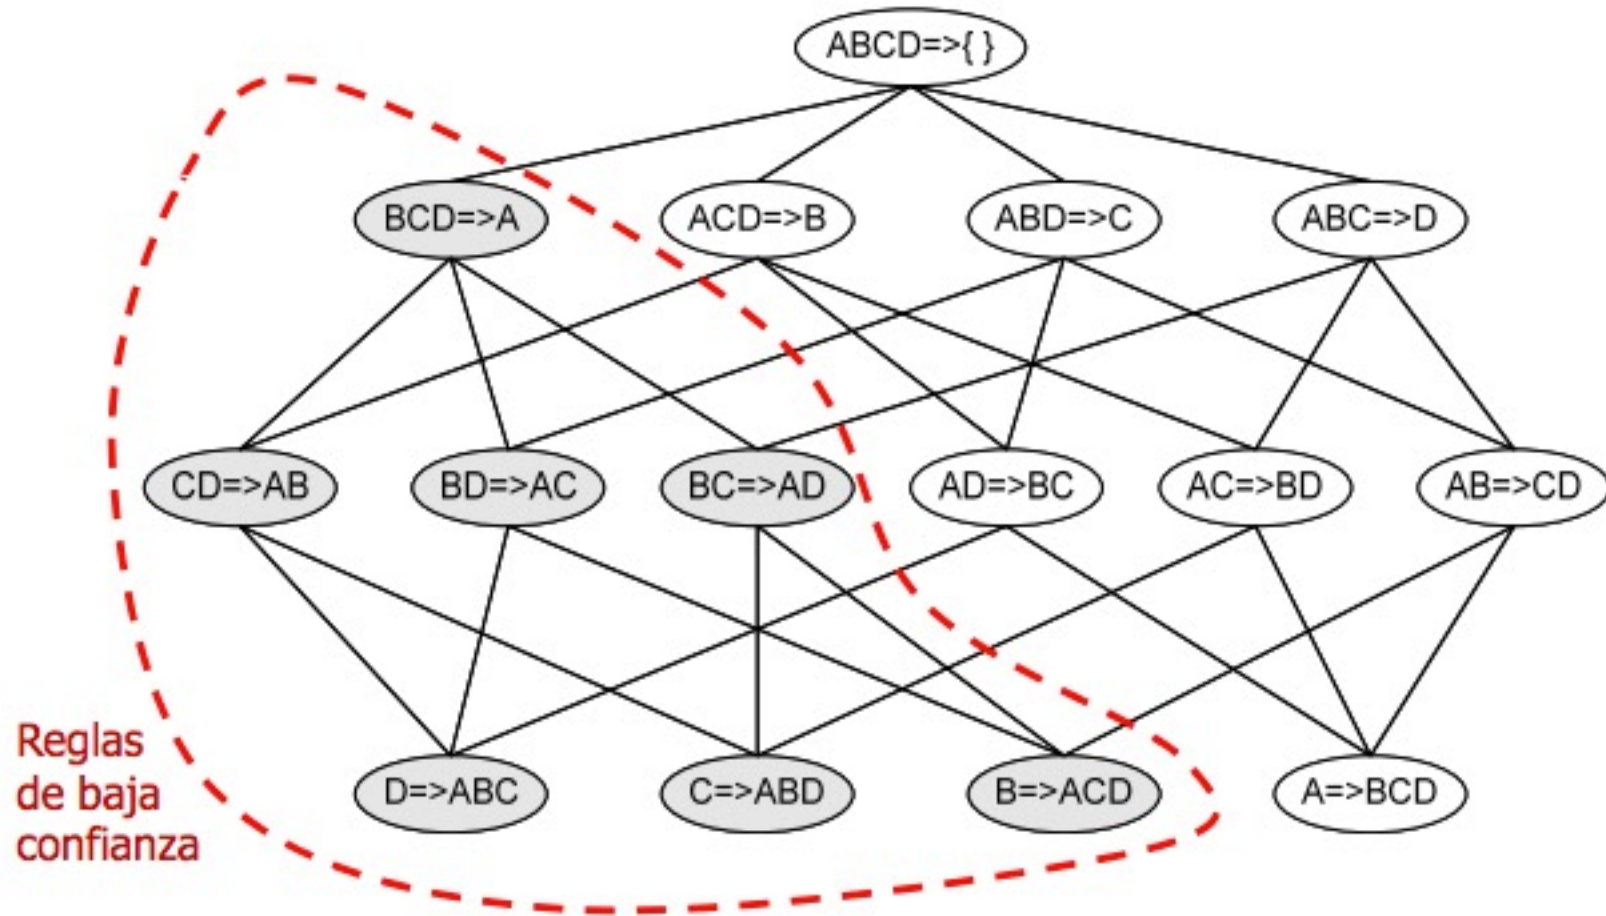 ABCD=>{ }
BCD=>A
ACD=>B
ABD=>C
ABC=>D
CD=>AB
BD=>AC
BC=>AD
AD=>BC
AC=>BD
AB=>CD
Reglas
de baja
confianza
D=>ABC
C=>ABD
B=>ACD
A=>BCD